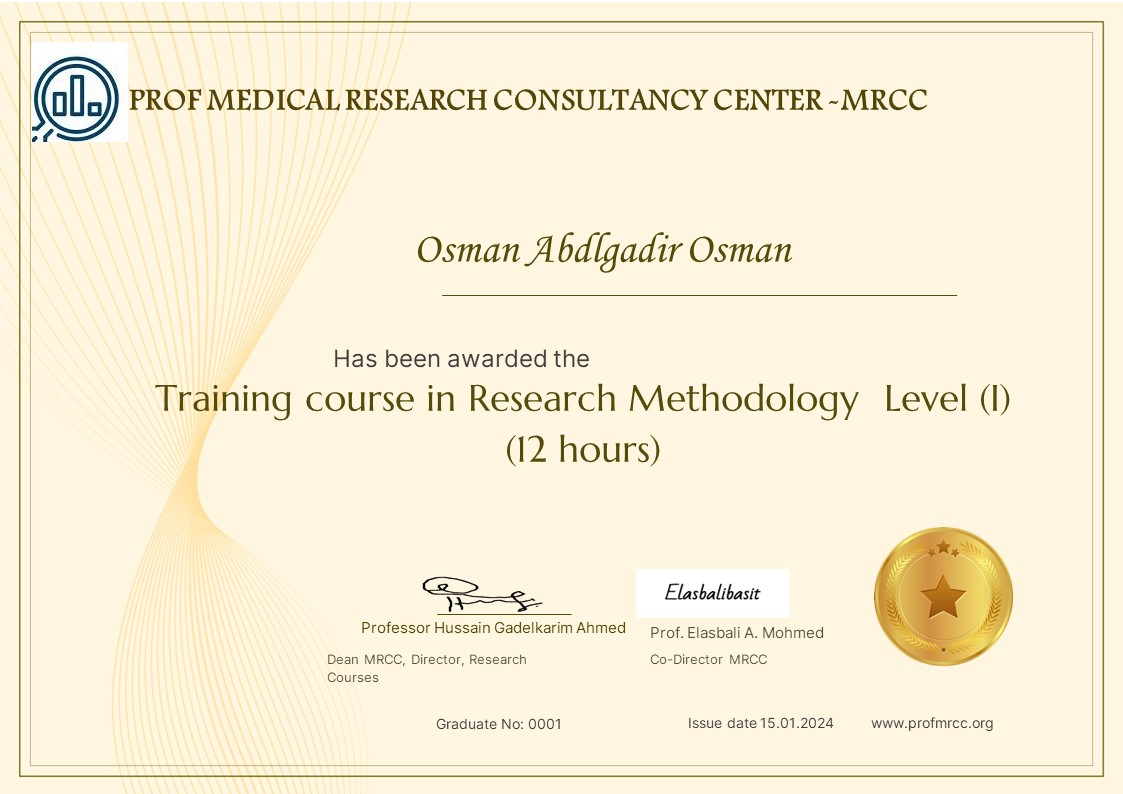 PROF MEDICAL RESEARCH CONSULTANCY CENTER ~MRCC
Osman Abdlgadir Osman
Has been awarded the
Training course in Research Methodology Level (I)
(12 hours)
Elasbalibasit
Professor Hussain Gadelkarim Ahmed
Prof. Elasbali A. Mohmed
Dean MRCC, Director, Research
Courses
Co-Director MRCC
Graduate No: 0001
Issue date 15.01.2024
www.profmrcc.org